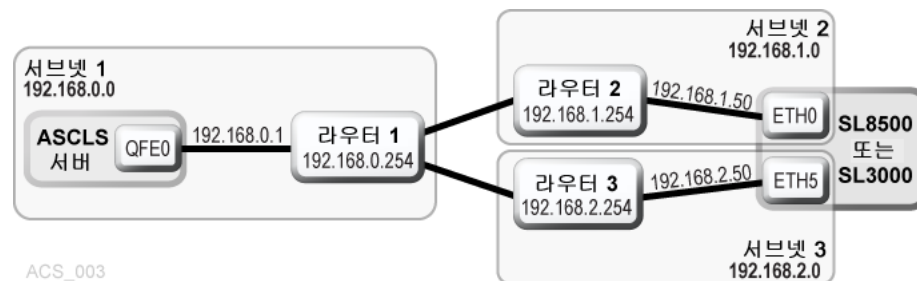 서브넷 1
192.168.0.0
ASCLS
서버
QFE0
192.168.0.1
라우터 1
192.168.0.254
서브넷 2
192.168.1.0
라우터 2
192.168.1.254
192.168.1.50
ETH0
SL8500
또는
SL3000
라우터 3
192.168.2.254
192.168.2.50
ETH5
서브넷 3
192.168.2.0
ACS_003